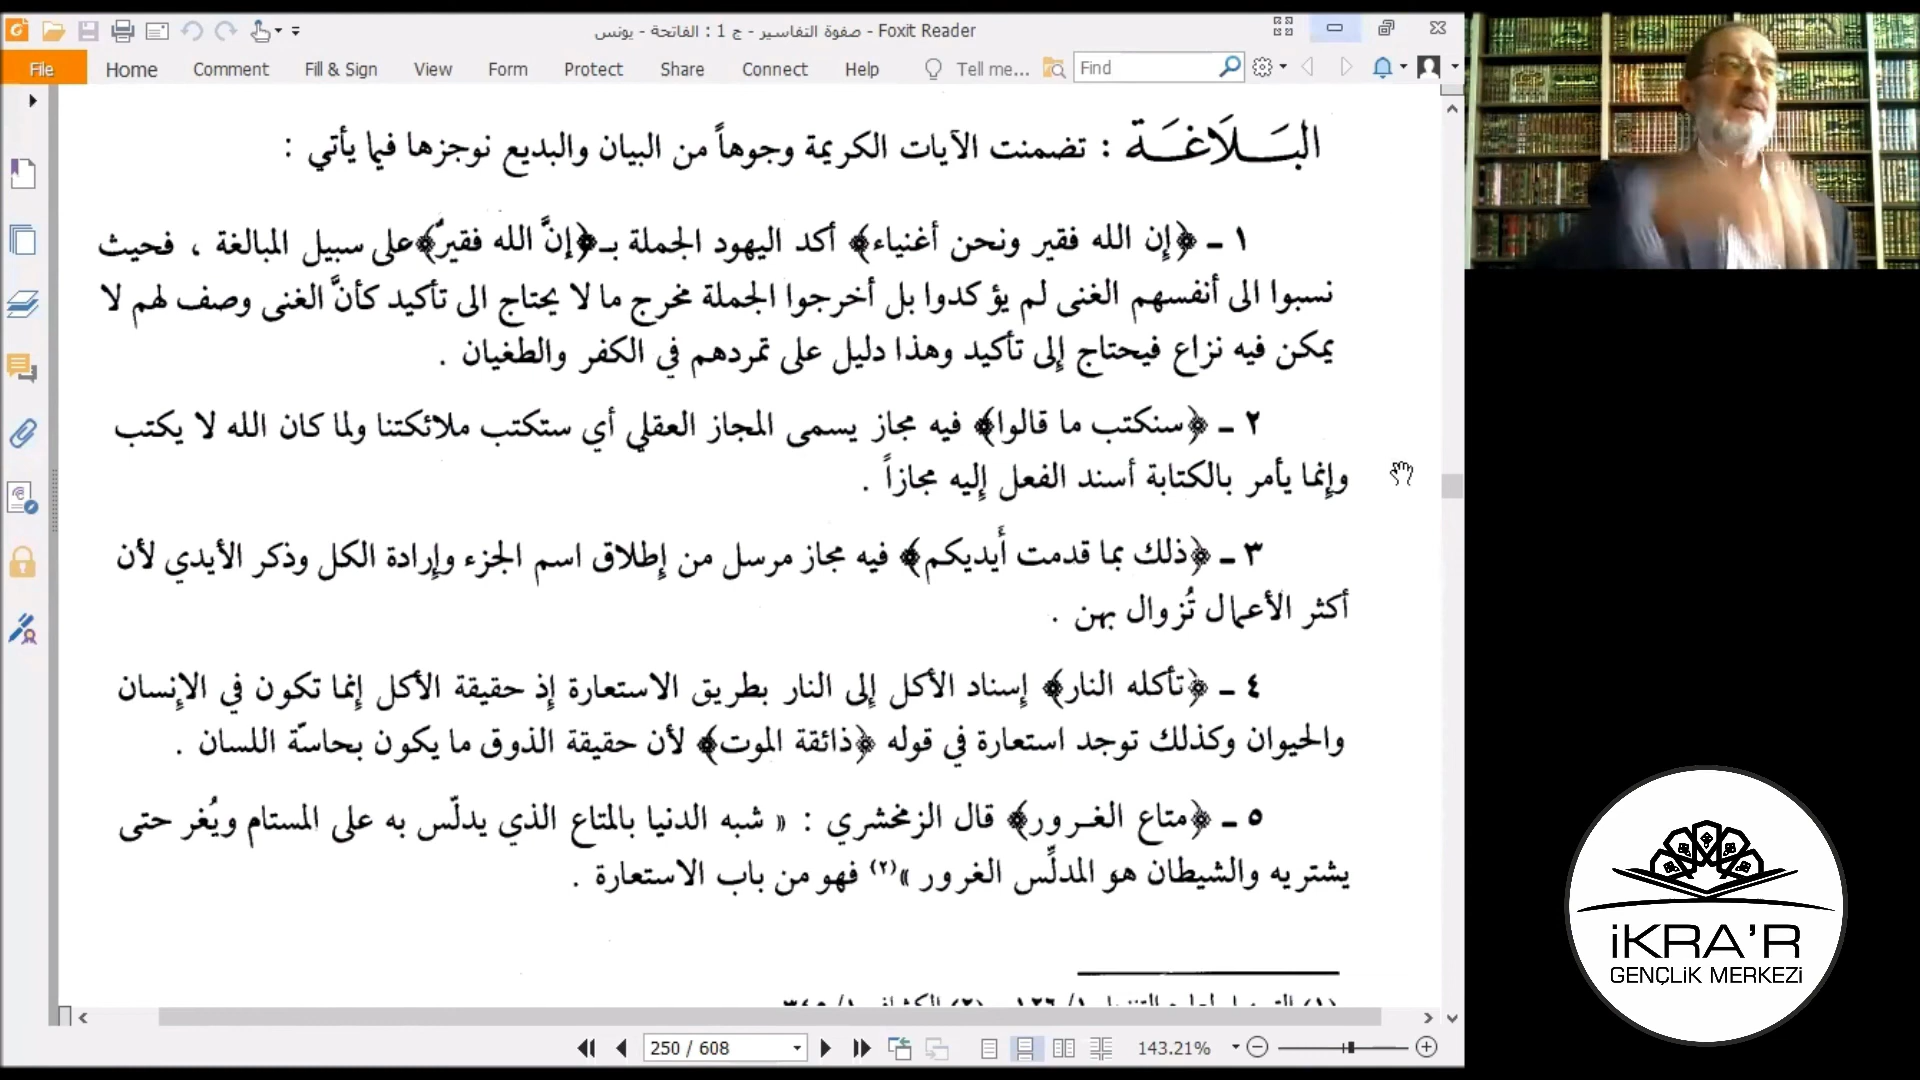 صفوة التفاسير - ج 1 : الفاتحة - يونس - Foxit Reader
File Home Comment Fill & Sign View Form Protect Share Connect Help Tell me... Find
البَلَاغَة : تضمنت الآيات الكريمة وجوهاً من البيان والبديع نوجزها فيما يأتي :
١ - ﴿إن الله فقير ونحن أغنياء﴾ أكد اليهود الجملة بـ ﴿إنَّ الله فقيرٌ﴾ على سبيل المبالغة ، فحيث
نسبوا الى أنفسهم الغنى لم يؤكدوا بل أخرجوا الجملة مخرج ما لا يحتاج الى تأكيد كأنَّ الغنى وصف لهم لا
يمكن فيه نزاع فيحتاج إلى تأكيد وهذا دليل على تمردهم في الكفر والطغيان .
٢ - ﴿سنكتب ما قالوا﴾ فيه مجاز يسمى المجاز العقلي أي ستكتب ملائكتنا ولما كان الله لا يكتب
وإنما يأمر بالكتابة أسند الفعل إليه مجازاً .
٣ - ﴿ذلك بما قدمت أيديكم﴾ فيه مجاز مرسل من إطلاق اسم الجزء وإرادة الكل وذكر الأيدي لأن
أكثر الأعمال تُزوال بهن .
٤ - ﴿تأكله النار﴾ إسناد الأكل إلى النار بطريق الاستعارة إذ حقيقة الأكل إنما تكون في الإنسان
والحيوان وكذلك توجد استعارة في قوله ﴿ذائقة الموت﴾ لأن حقيقة الذوق ما يكون بحاسّة اللسان .
٥ - ﴿متاع الغرور﴾ قال الزمخشري : « شبه الدنيا بالمتاع الذي يدلّس به على المستام ويُغر حتى
يشتريه والشيطان هو المدلِّس الغرور »(٢) فهو من باب الاستعارة .
250 / 608
143.21%
iKRA'R
GENÇLİK MERKEZİ